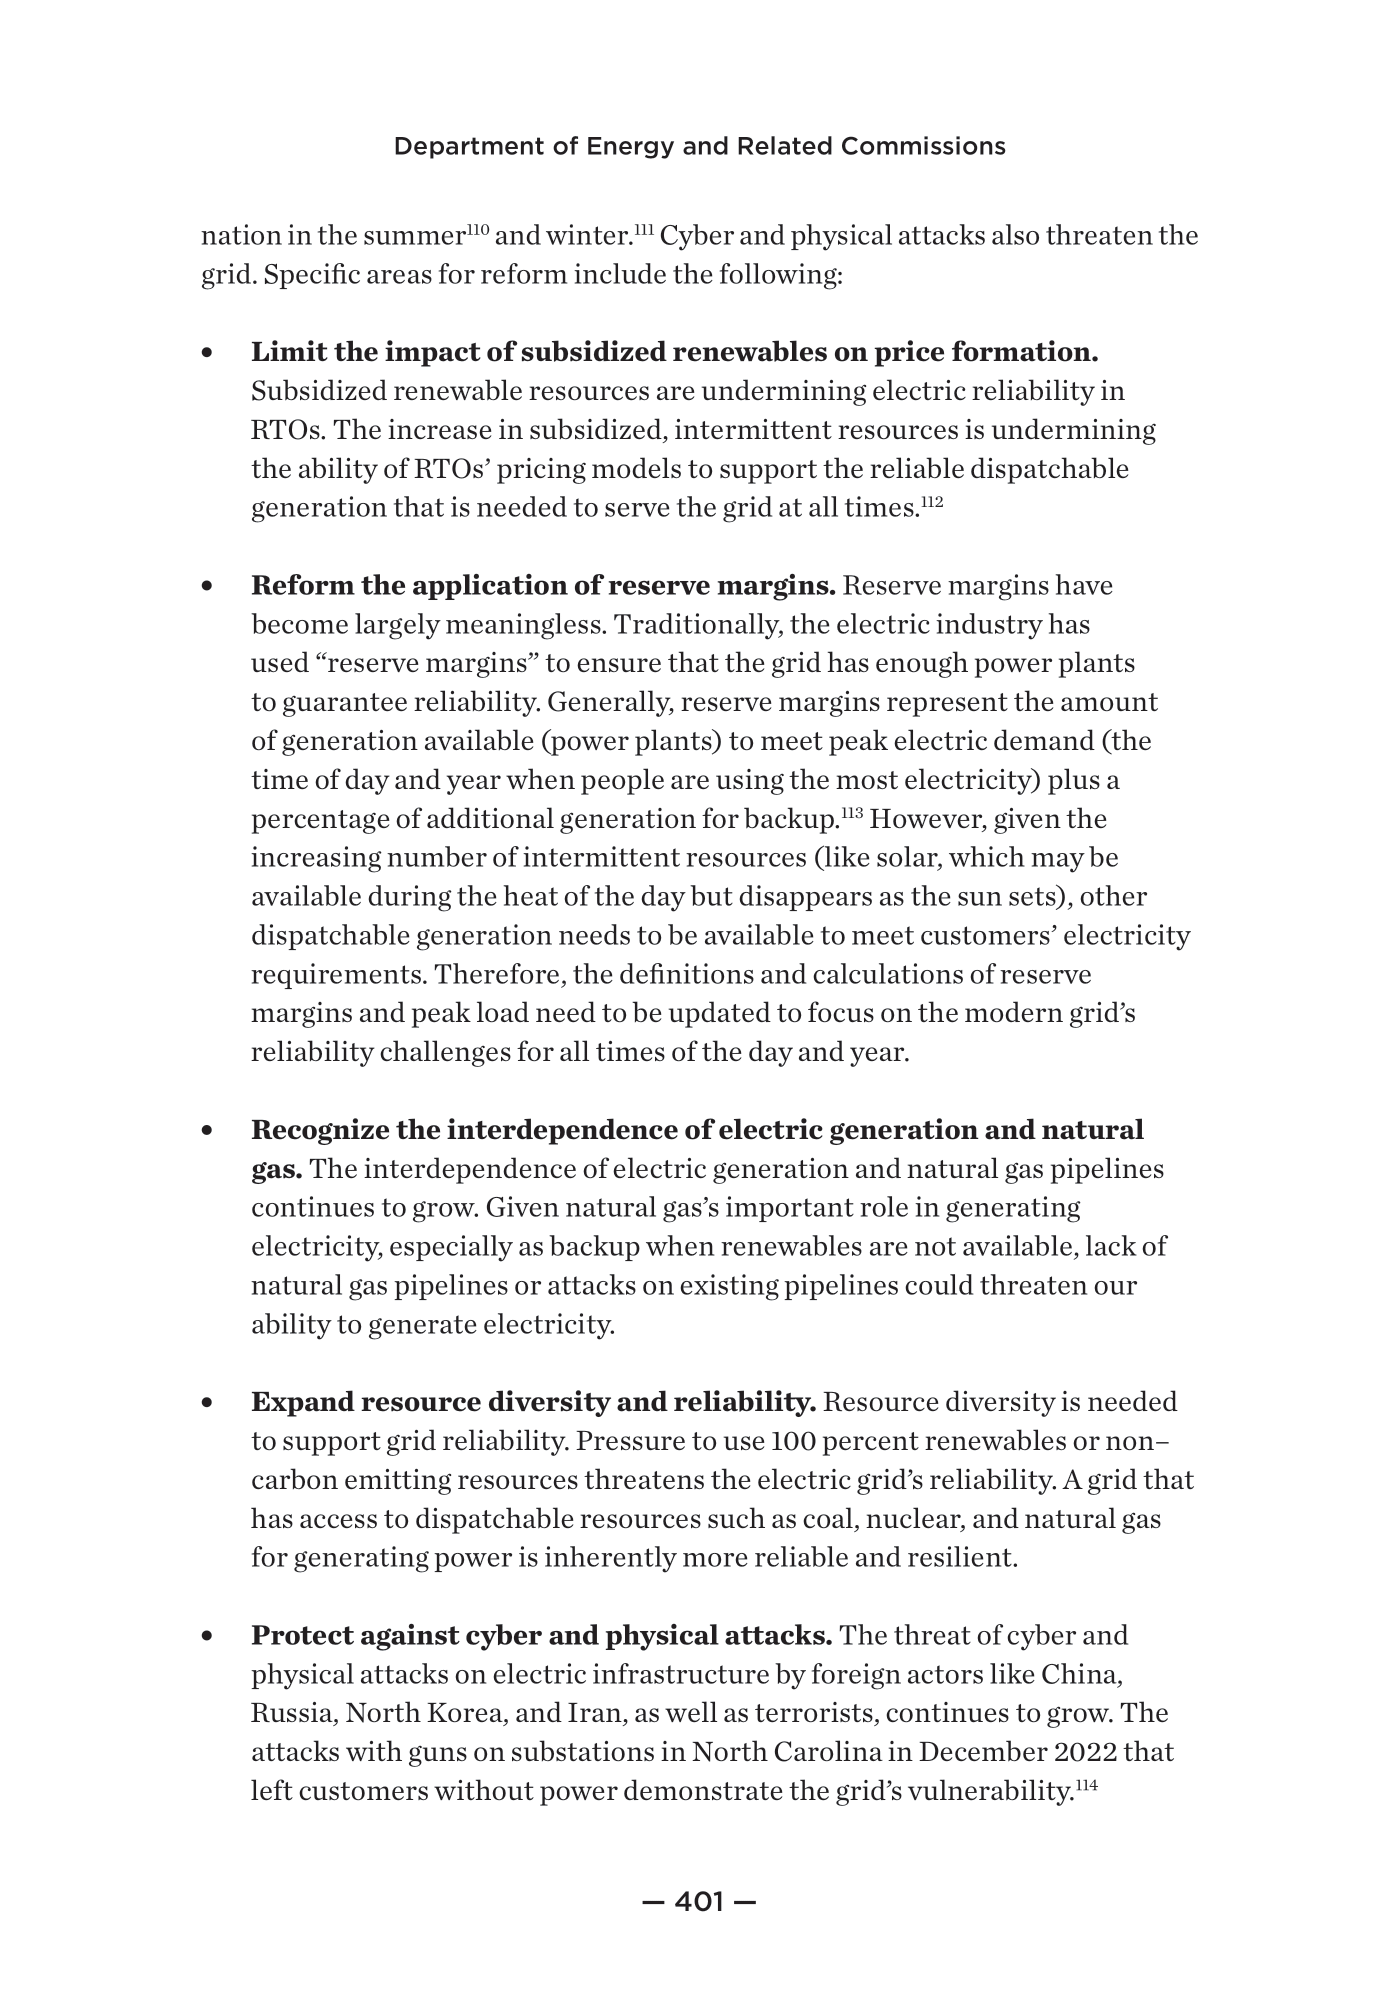 Department of Energy and Related Commissions
nation in the summer¹¹⁰ and winter.¹¹¹ Cyber and physical attacks also threaten the
grid. Specific areas for reform include the following:
• Limit the impact of subsidized renewables on price formation.
Subsidized renewable resources are undermining electric reliability in
RTOs. The increase in subsidized, intermittent resources is undermining
the ability of RTOs’ pricing models to support the reliable dispatchable
generation that is needed to serve the grid at all times.¹¹²
• Reform the application of reserve margins. Reserve margins have
become largely meaningless. Traditionally, the electric industry has
used “reserve margins” to ensure that the grid has enough power plants
to guarantee reliability. Generally, reserve margins represent the amount
of generation available (power plants) to meet peak electric demand (the
time of day and year when people are using the most electricity) plus a
percentage of additional generation for backup.¹¹³ However, given the
increasing number of intermittent resources (like solar, which may be
available during the heat of the day but disappears as the sun sets), other
dispatchable generation needs to be available to meet customers’ electricity
requirements. Therefore, the definitions and calculations of reserve
margins and peak load need to be updated to focus on the modern grid’s
reliability challenges for all times of the day and year.
• Recognize the interdependence of electric generation and natural
gas. The interdependence of electric generation and natural gas pipelines
continues to grow. Given natural gas’s important role in generating
electricity, especially as backup when renewables are not available, lack of
natural gas pipelines or attacks on existing pipelines could threaten our
ability to generate electricity.
• Expand resource diversity and reliability. Resource diversity is needed
to support grid reliability. Pressure to use 100 percent renewables or non–
carbon emitting resources threatens the electric grid’s reliability. A grid that
has access to dispatchable resources such as coal, nuclear, and natural gas
for generating power is inherently more reliable and resilient.
• Protect against cyber and physical attacks. The threat of cyber and
physical attacks on electric infrastructure by foreign actors like China,
Russia, North Korea, and Iran, as well as terrorists, continues to grow. The
attacks with guns on substations in North Carolina in December 2022 that
left customers without power demonstrate the grid’s vulnerability.¹¹⁴
— 401 —